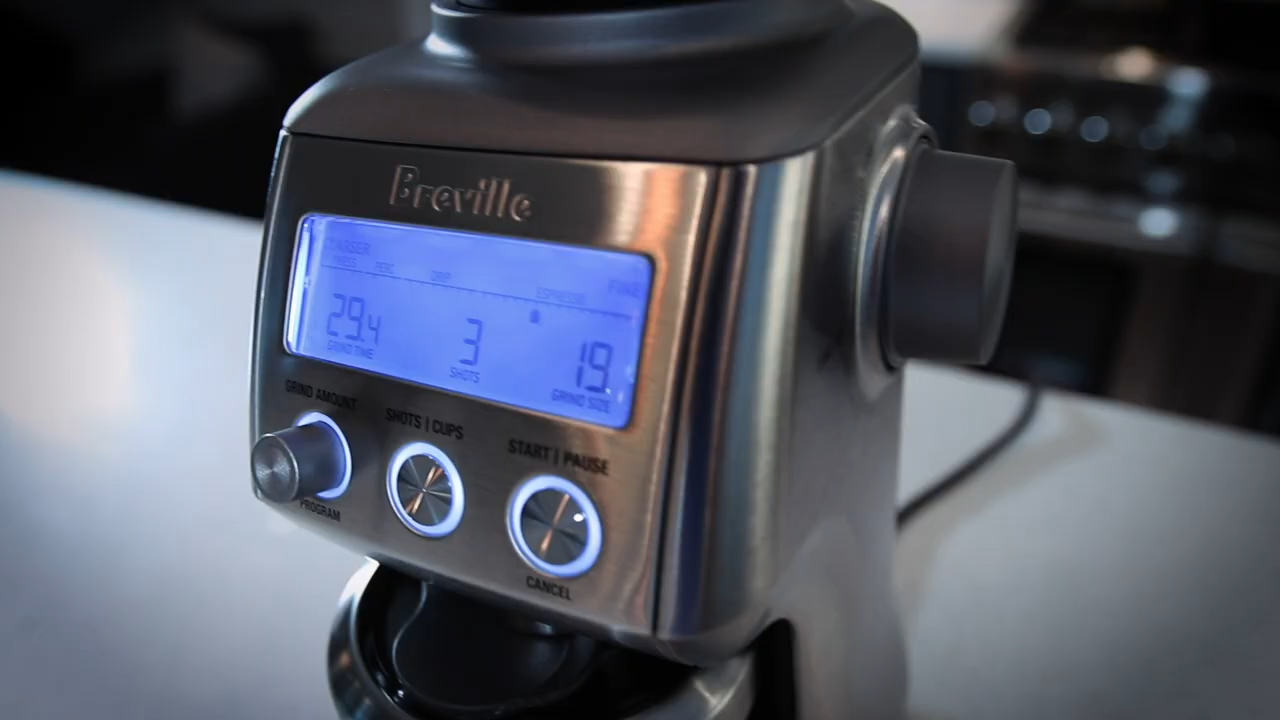 Breville
COARSER
PRESS PERC DRIP ESPRESSO FINE
29.4 3 19
GRIND TIME SHOTS GRIND SIZE
GRIND AMOUNT SHOTS | CUPS START | PAUSE
PROGRAM CANCEL